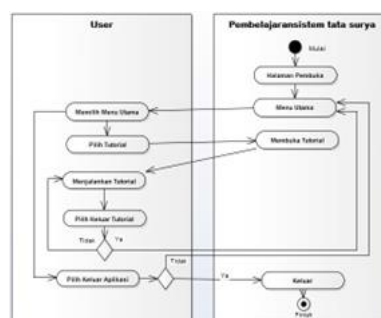 User
Pembelajaransistem tata surya
Mulai
Halaman Pembuka
Menu Utama
Memilih Menu Utama
Pilih Tutorial
Membuka Tutorial
Menjalankan Tutorial
Pilih Keluar Tutorial
Tidak
Ya
Tidak
Pilih Keluar Aplikasi
Ya
Keluar
Finish